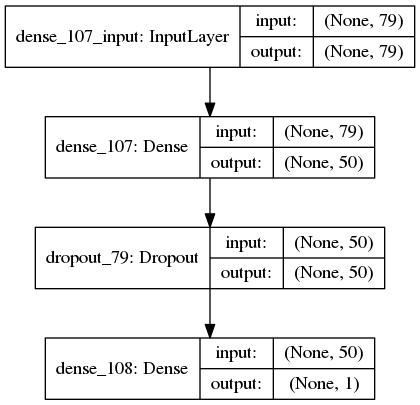 dense_107_input: InputLayer
input: (None, 79)
output: (None, 79)
dense_107: Dense
input: (None, 79)
output: (None, 50)
dropout_79: Dropout
input: (None, 50)
output: (None, 50)
dense_108: Dense
input: (None, 50)
output: (None, 1)